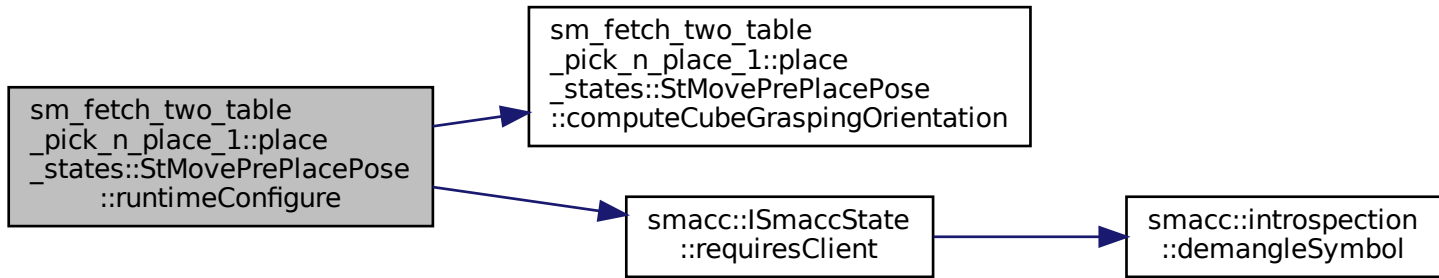 sm_fetch_two_table
_pick_n_place_1::place
_states::StMovePrePlacePose
::runtimeConfigure
sm_fetch_two_table
_pick_n_place_1::place
_states::StMovePrePlacePose
::computeCubeGraspingOrientation
smacc::ISmaccState
::requiresClient
smacc::introspection
::demangleSymbol